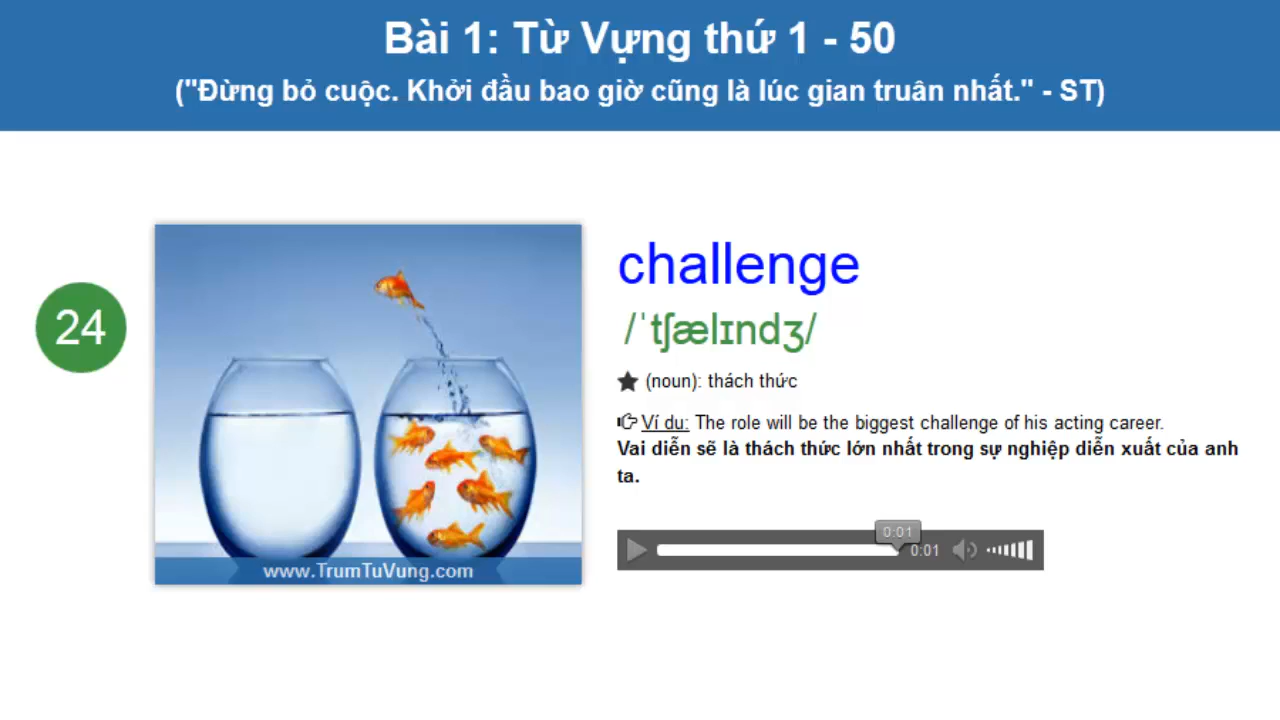 Bài 1: Từ Vựng thứ 1 - 50
("Đừng bỏ cuộc. Khởi đầu bao giờ cũng là lúc gian truân nhất." - ST)
24
challenge
/ˈtʃælɪndʒ/
(noun): thách thức
Ví dụ: The role will be the biggest challenge of his acting career.
Vai diễn sẽ là thách thức lớn nhất trong sự nghiệp diễn xuất của anh
ta.
0:01
0:01
www.TrumTuVung.com